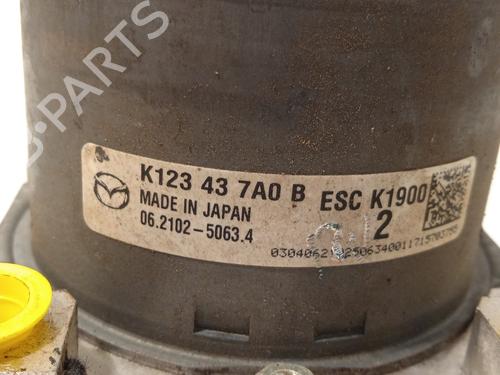 B-PARTS
K123 43 7A0 B ESC K1900
MADE IN JAPAN
2
06.2102-5063.4